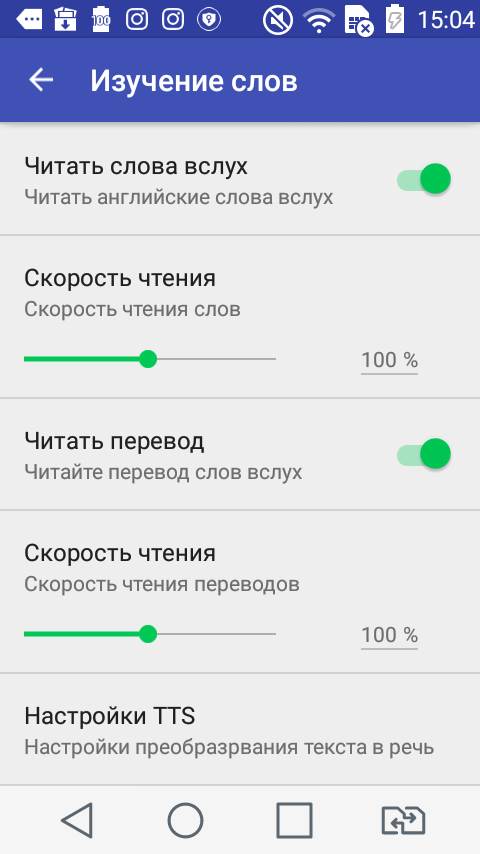 100
15:04
Изучение слов
Читать слова вслух
Читать английские слова вслух
Скорость чтения
Скорость чтения слов
100 %
Читать перевод
Читайте перевод слов вслух
Скорость чтения
Скорость чтения переводов
100 %
Настройки TTS
Настройки преобразрвания текста в речь